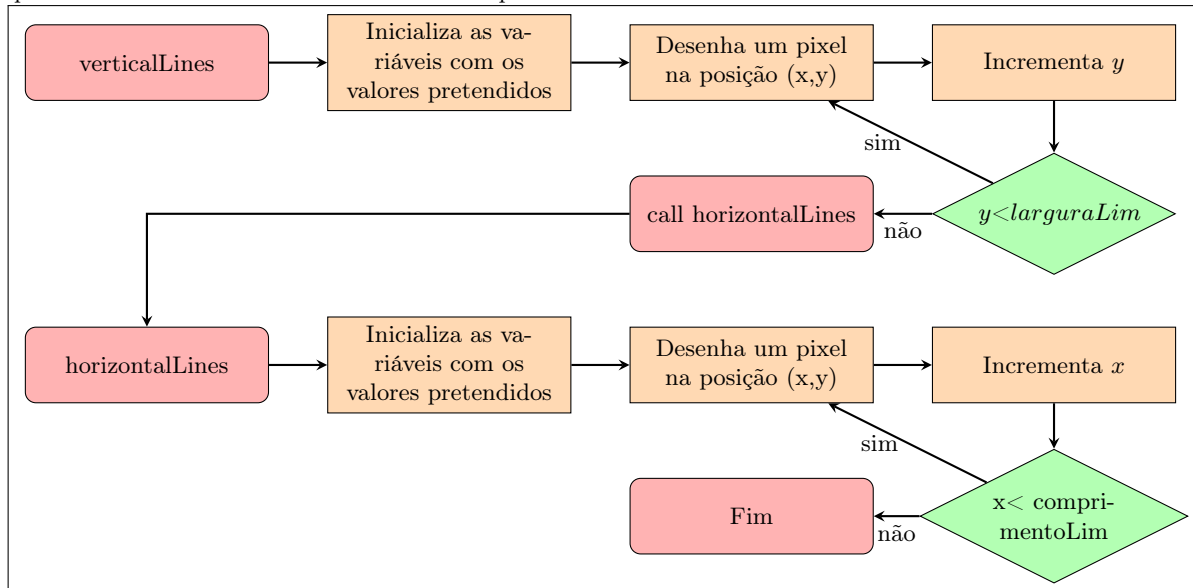 verticalLines
Inicializa as va-
riáveis com os
valores pretendidos
Desenha um pixel
na posição (x,y)
Incrementa y
sim
call horizontalLines
não
y<larguraLim
horizontalLines
Inicializa as va-
riáveis com os
valores pretendidos
Desenha um pixel
na posição (x,y)
Incrementa x
sim
Fim
não
x< compri-
mentoLim